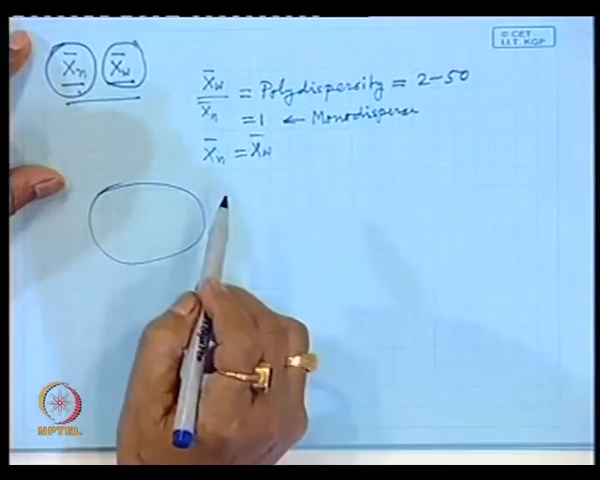 © CET
I.I.T. KGP
X̄n X̄w
X̄w / X̄n = Polydispersity = 2-50
= 1 ← Monodisperse
X̄n = X̄w
NPTEL